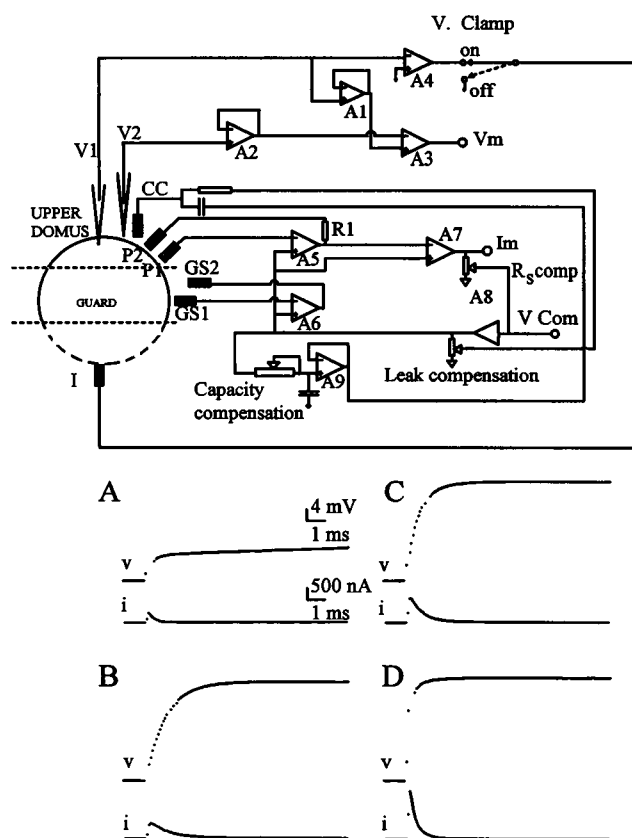 V. Clamp
on
off
A4
A1
V1
V2
A2
A3
Vm
CC
UPPER
DOMUS
R1
P2
P1
A5
A7
Im
GS2
Rscomp
A8
GUARD
GS1
A6
V Com
I
A9
Leak compensation
Capacity
compensation
A
4 mV
1 ms
v
500 nA
1 ms
i
C
v
i
B
v
i
D
v
i